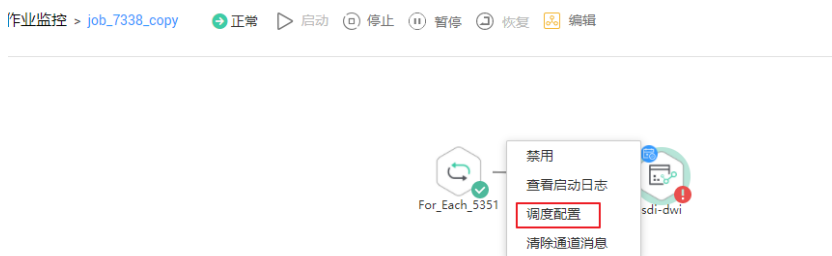 作业监控 > job_7338_copy 正常 启动 停止 暂停 恢复 编辑
禁用
查看启动日志
For_Each_5351
调度配置
sdi-dwi
清除通道消息